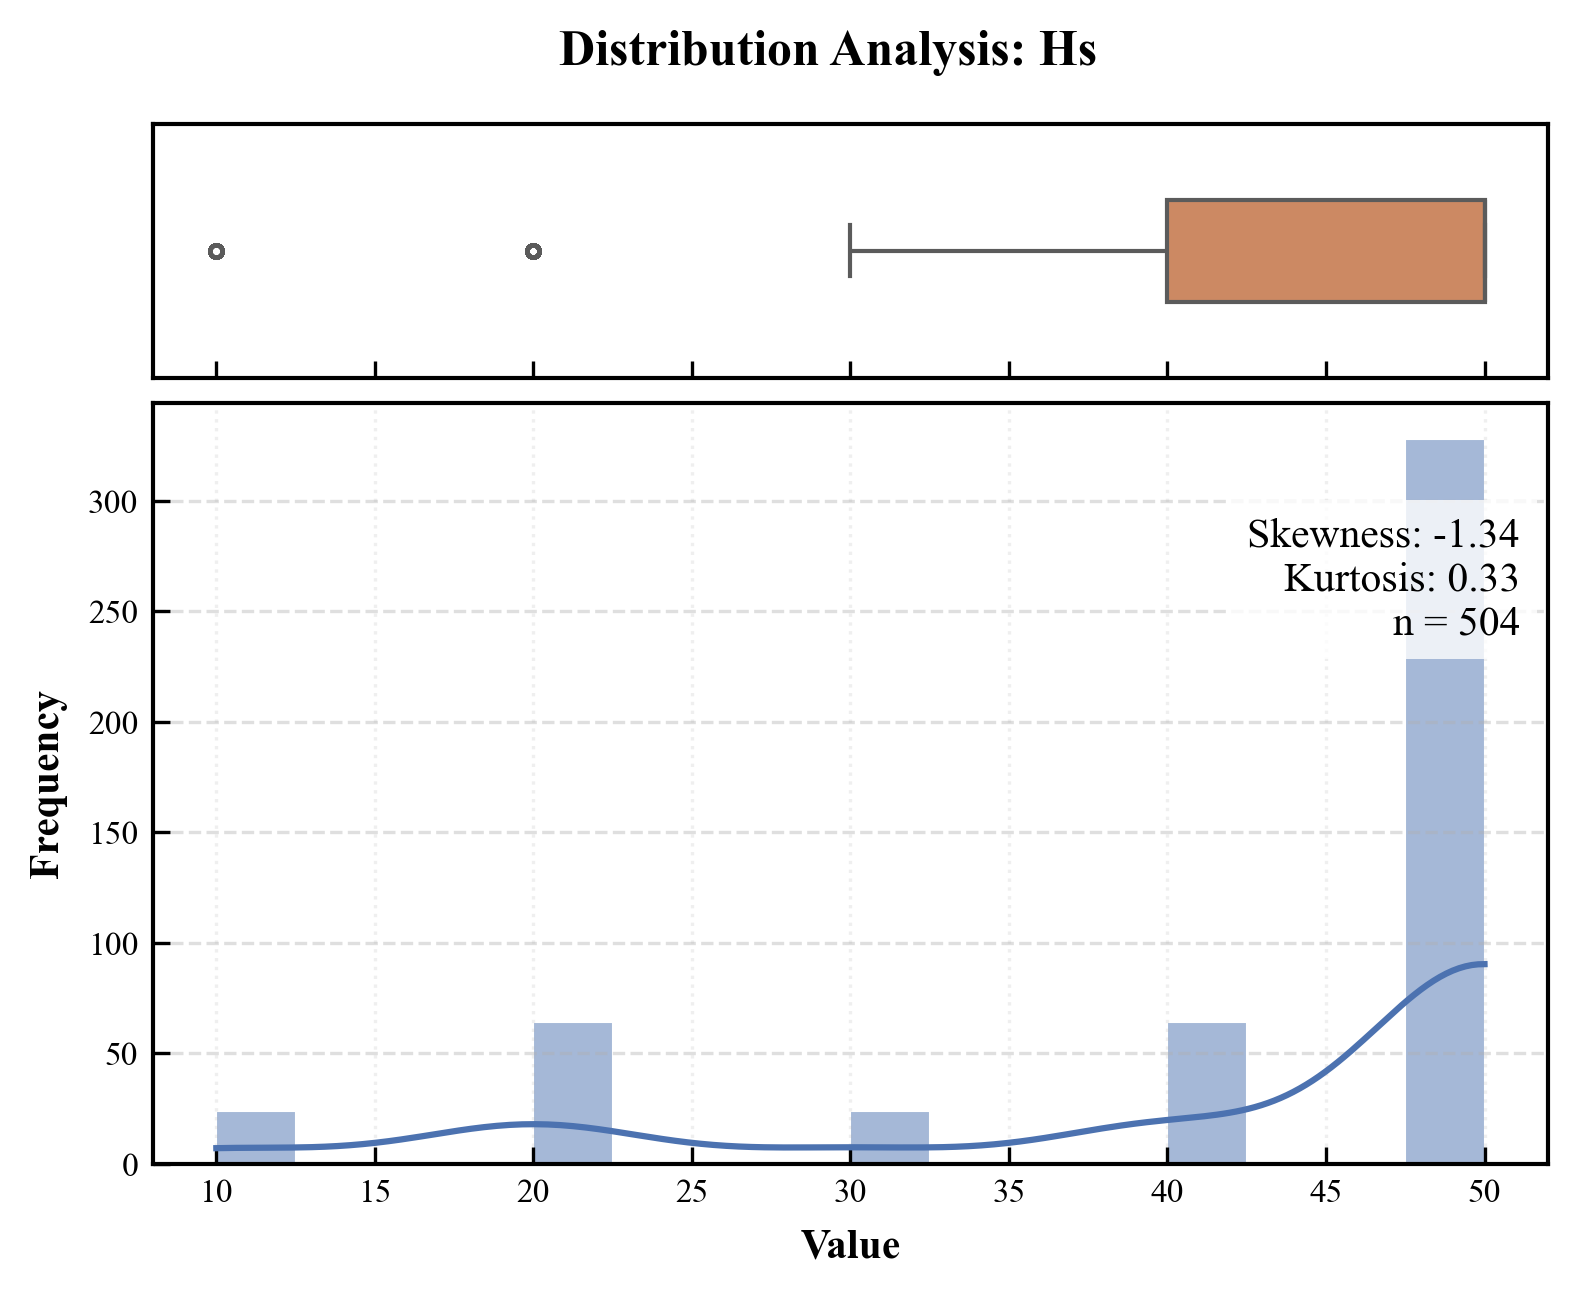 Distribution Analysis: Hs
300
250
200
150
100
50
0
Frequency
Skewness: -1.34
Kurtosis: 0.33
n = 504
10 15 20 25 30 35 40 45 50
Value